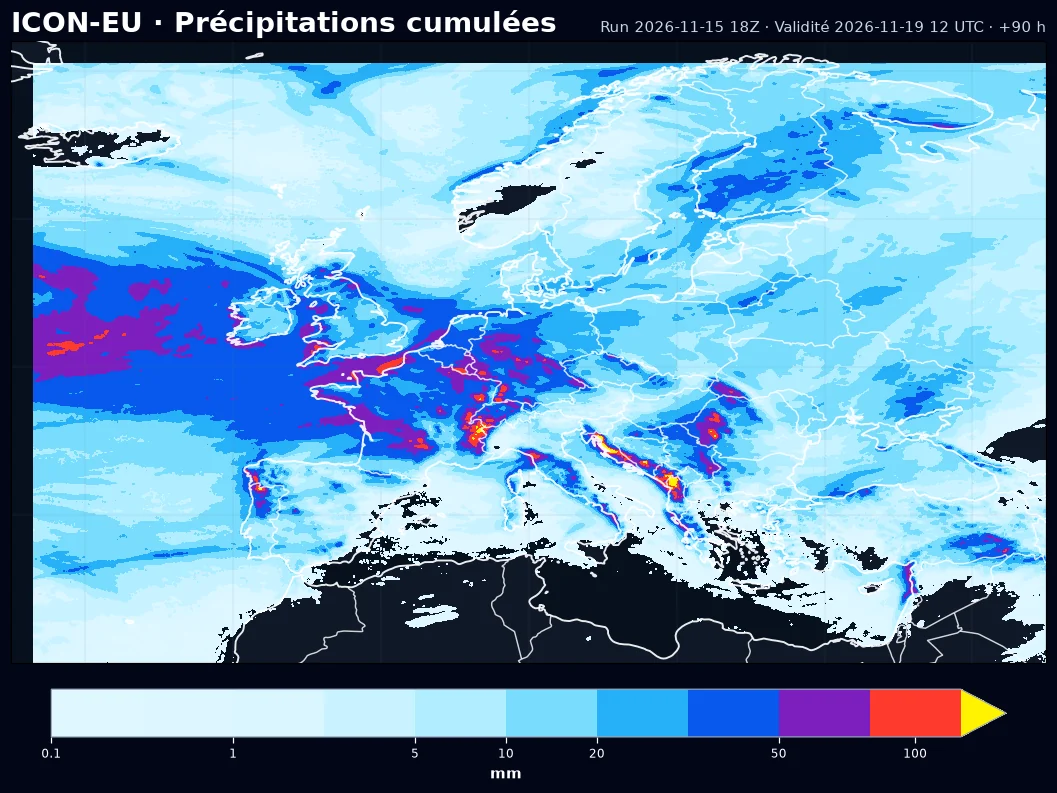 ICON-EU · Précipitations cumulées
Run 2026-11-15 18Z · Validité 2026-11-19 12 UTC · +90 h
0.1 1 5 10 20 50 100
mm